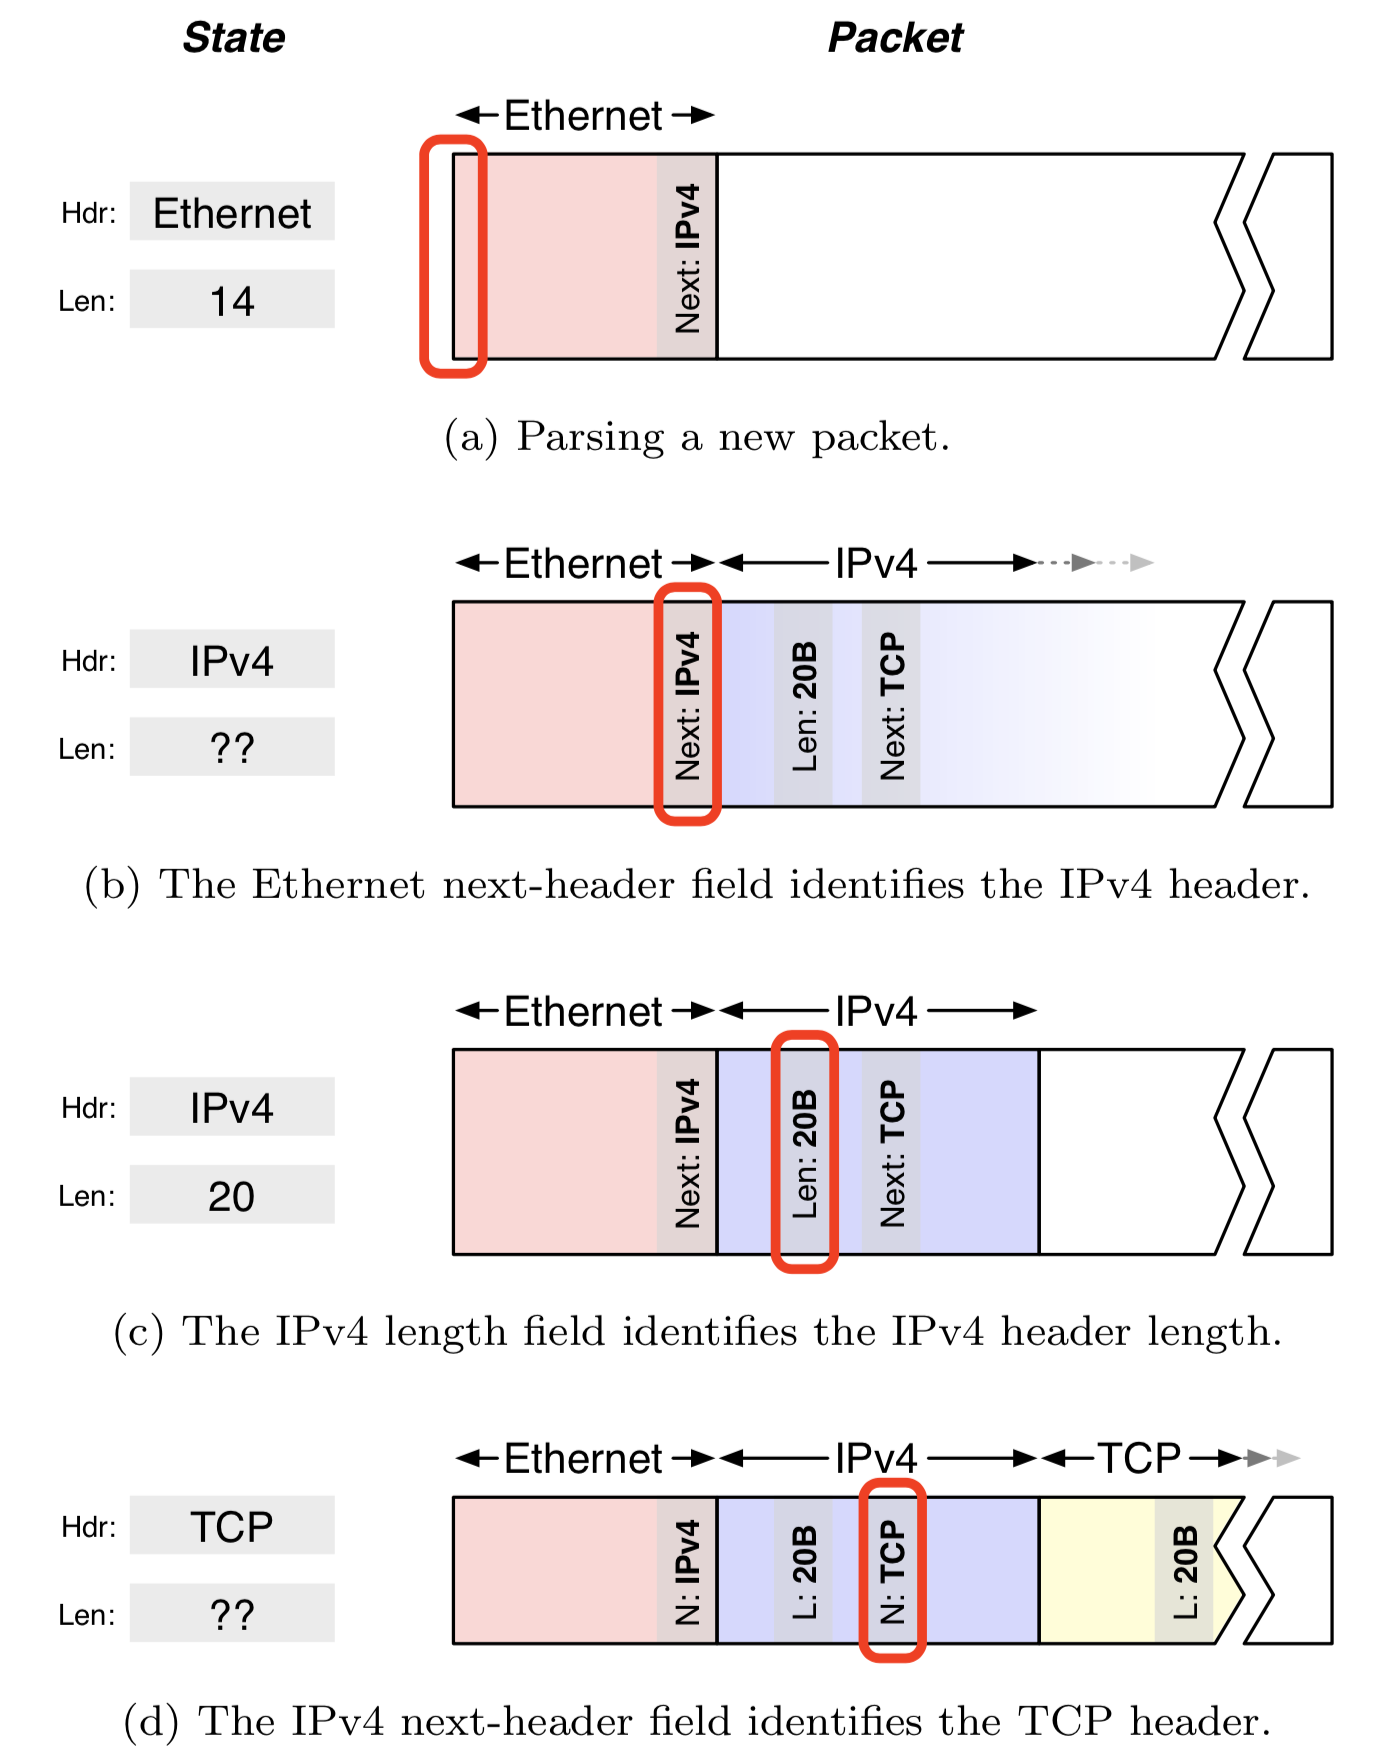 State
Packet
Ethernet
Hdr: Ethernet
Len: 14
Next: IPv4
(a) Parsing a new packet.
Ethernet IPv4
Hdr: IPv4
Len: ??
Next: IPv4
Len: 20B
Next: TCP
(b) The Ethernet next-header field identifies the IPv4 header.
Ethernet IPv4
Hdr: IPv4
Len: 20
Next: IPv4
Len: 20B
Next: TCP
(c) The IPv4 length field identifies the IPv4 header length.
Ethernet IPv4 TCP
Hdr: TCP
Len: ??
N: IPv4
L: 20B
N: TCP
L: 20B
(d) The IPv4 next-header field identifies the TCP header.